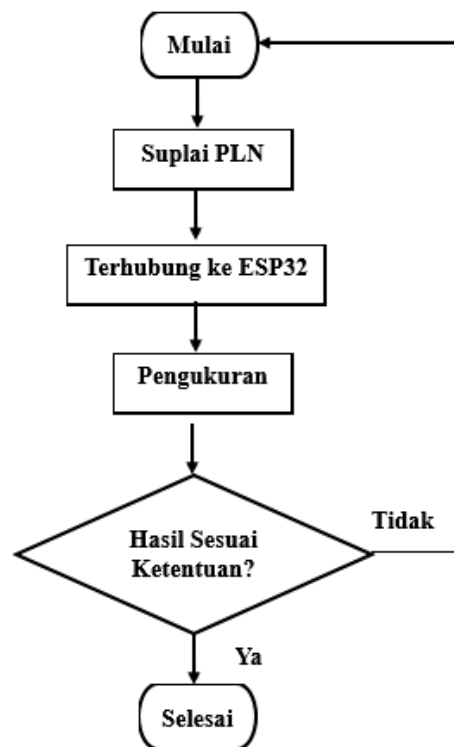 Mulai
Suplai PLN
Terhubung ke ESP32
Pengukuran
Hasil Sesuai
Ketentuan?
Tidak
Ya
Selesai